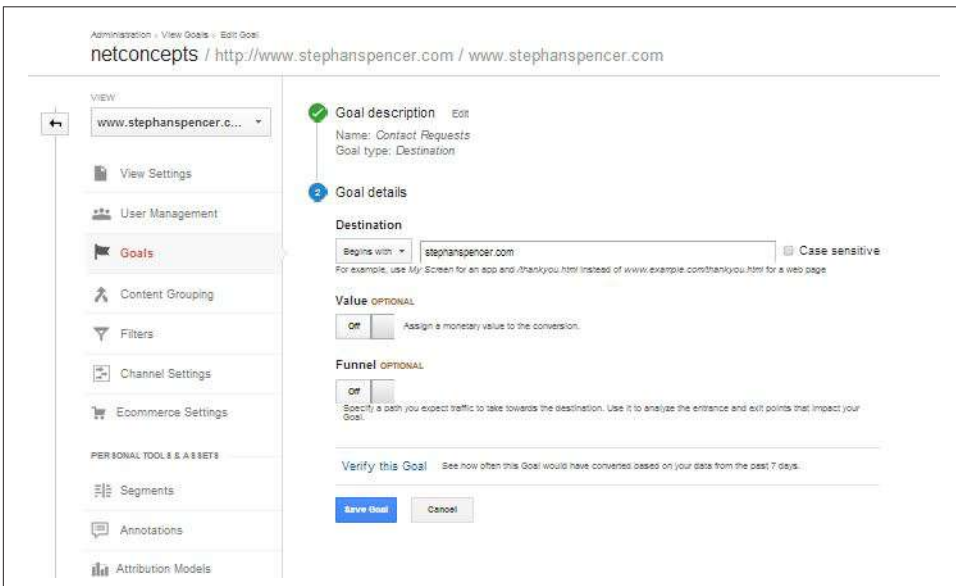 Administration › View Goals › Edit Goal
netconcepts / http://www.stephanspencer.com / www.stephanspencer.com
VIEW
www.stephanspencer.c...
View Settings
User Management
Goals
Content Grouping
Filters
Channel Settings
Ecommerce Settings
PERSONAL TOOLS & ASSETS
Segments
Annotations
Attribution Models
Goal description Edit
Name: Contact Requests
Goal type: Destination
2 Goal details
Destination
Begins with stephanspencer.com Case sensitive
For example, use My Screen for an app and /thankyou.html instead of www.example.com/thankyou.html for a web page
Value OPTIONAL
Off Assign a monetary value to the conversion.
Funnel OPTIONAL
Off
Specify a path you expect traffic to take towards the destination. Use it to analyze the entrance and exit points that impact your
Goal.
Verify this Goal See how often this Goal would have converted based on your data from the past 7 days.
Save Goal Cancel